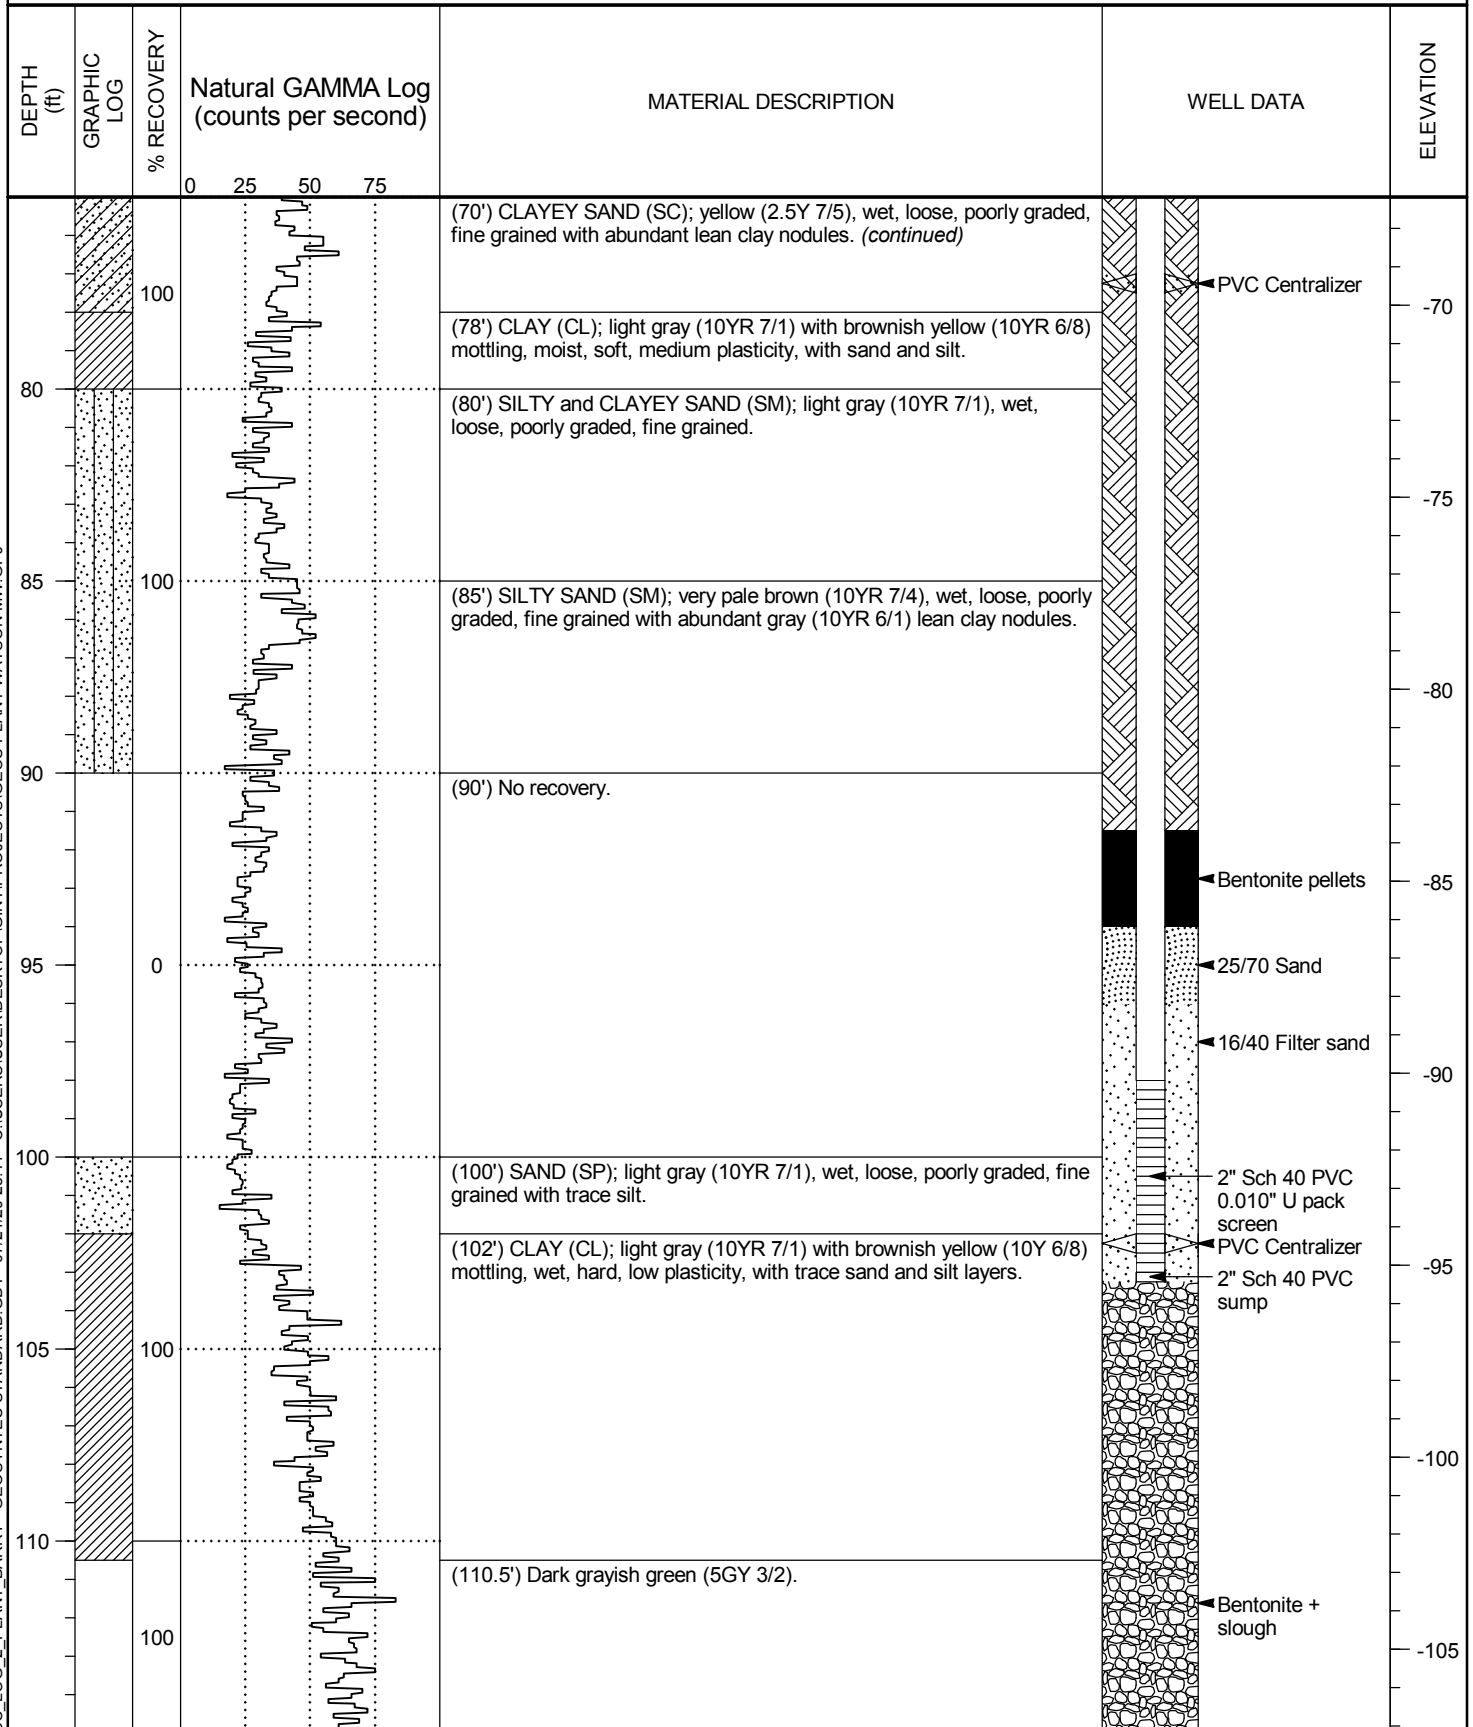 DEPTH
(ft)
GRAPHIC
LOG
% RECOVERY
Natural GAMMA Log
(counts per second)
0 25 50 75
MATERIAL DESCRIPTION
WELL DATA
ELEVATION
(70') CLAYEY SAND (SC); yellow (2.5Y 7/5), wet, loose, poorly graded,
fine grained with abundant lean clay nodules. (continued)
100
PVC Centralizer
-70
(78') CLAY (CL); light gray (10YR 7/1) with brownish yellow (10YR 6/8)
mottling, moist, soft, medium plasticity, with sand and silt.
80
(80') SILTY and CLAYEY SAND (SM); light gray (10YR 7/1), wet,
loose, poorly graded, fine grained.
-75
85
100
(85') SILTY SAND (SM); very pale brown (10YR 7/4), wet, loose, poorly
graded, fine grained with abundant gray (10YR 6/1) lean clay nodules.
-80
90
(90') No recovery.
Bentonite pellets
-85
95
0
25/70 Sand
16/40 Filter sand
-90
100
(100') SAND (SP); light gray (10YR 7/1), wet, loose, poorly graded, fine
grained with trace silt.
2" Sch 40 PVC
0.010" U pack
screen
(102') CLAY (CL); light gray (10YR 7/1) with brownish yellow (10Y 6/8)
mottling, wet, hard, low plasticity, with trace sand and silt layers.
PVC Centralizer
-95
2" Sch 40 PVC
sump
105
100
-100
110
(110.5') Dark grayish green (5GY 3/2).
Bentonite +
slough
100
-105